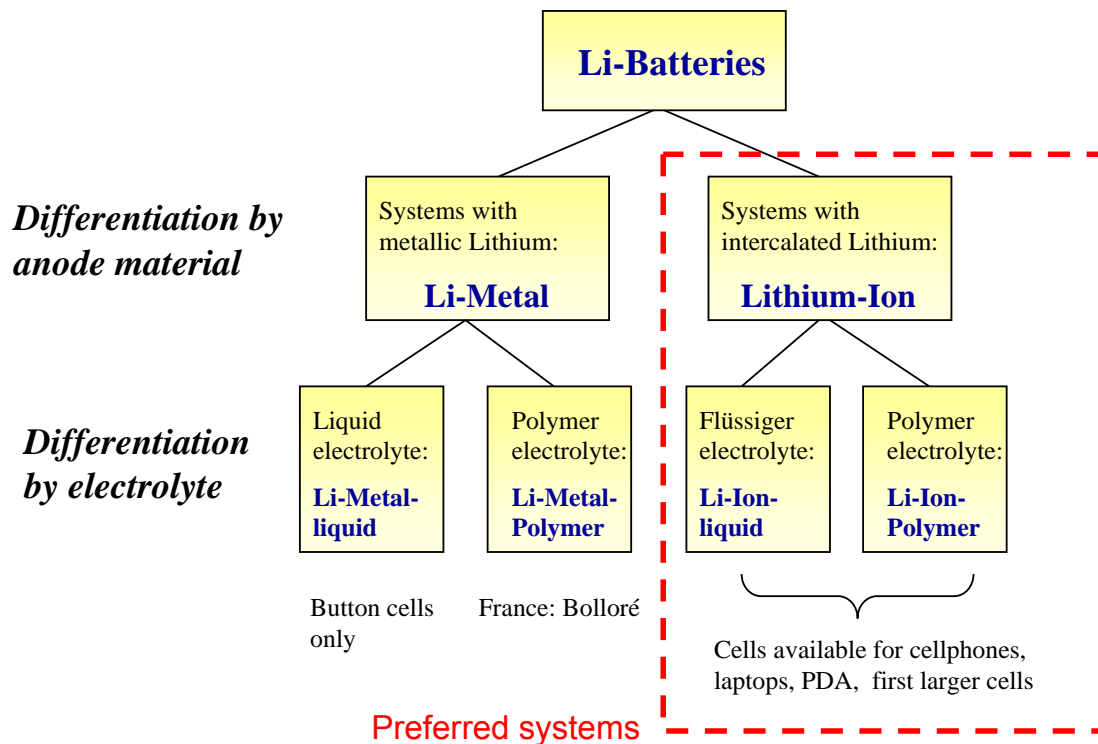 Li-Batteries
Differentiation by
anode material
Systems with
metallic Lithium:
Li-Metal
Systems with
intercalated Lithium:
Lithium-Ion
Differentiation
by electrolyte
Liquid
electrolyte:
Li-Metal-
liquid
Polymer
electrolyte:
Li-Metal-
Polymer
Flüssiger
electrolyte:
Li-Ion-
liquid
Polymer
electrolyte:
Li-Ion-
Polymer
Button cells
only
France: Bolloré
Cells available for cellphones,
laptops, PDA, first larger cells
Preferred systems